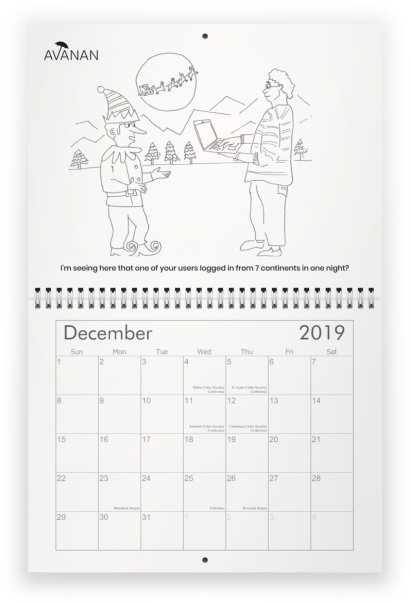 AVANAN
I'm seeing here that one of your users logged in from 7 continents in one night?
December 2019
Sun Mon Tue Wed Thu Fri Sat
1 2 3 4 5 6 7
Dallas Cyber Security St. Louis Cyber Security
Conference Conference
8 9 10 11 12 13 14
Cyber Security Cyber Security
Conference Conference
15 16 17 18 19 20 21
22 23 24 25 26 27 28
Hanukkah Begins Christmas Kwanzaa Begins
29 30 31 1 2 3 4